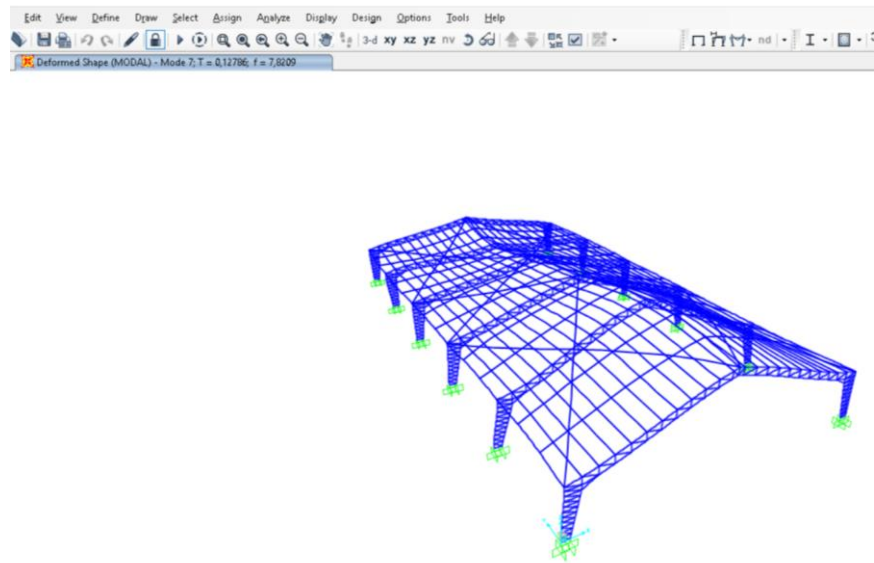 Edit View Define Draw Select Assign Analyze Display Design Options Tools Help
3-d xy xz yz nv nd
Deformed Shape (MODAL) - Mode 7; T = 0,12786; f = 7,8209